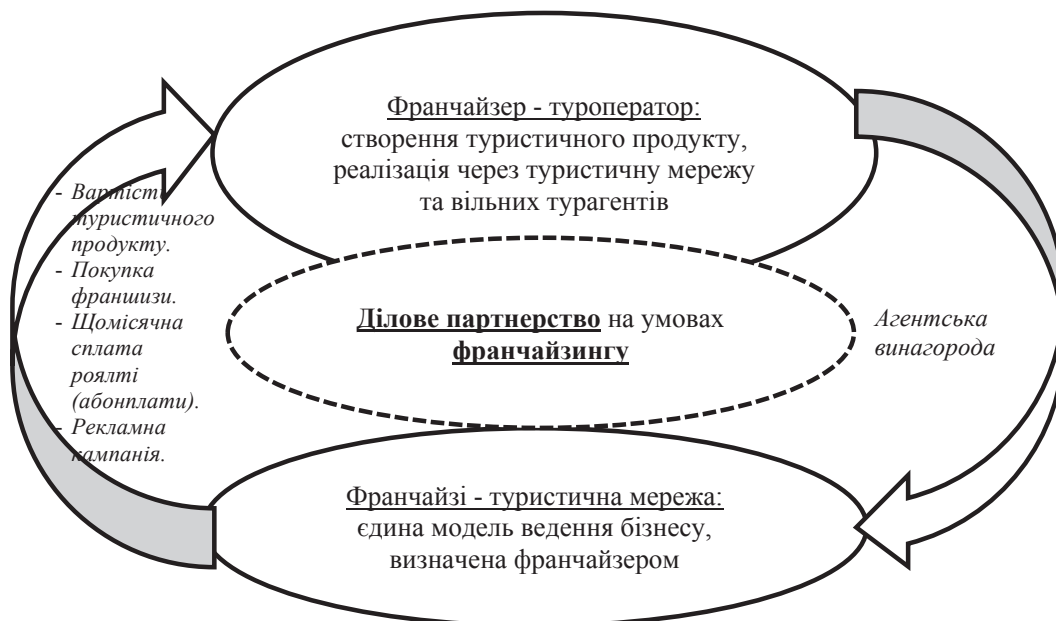 Франчайзер - туроператор:
створення туристичного продукту,
реалізація через туристичну мережу
та вільних турагентів
- Вартість
туристичного
продукту.
- Покупка
франшизи.
- Щомісячна
сплата
роялті
(абонплати).
- Рекламна
кампанія.
Ділове партнерство на умовах
франчайзингу
Агентська
винагорода
Франчайзі - туристична мережа:
єдина модель ведення бізнесу,
визначена франчайзером